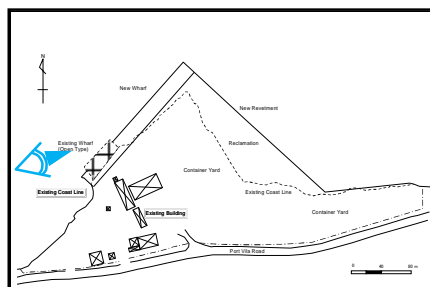 N
New Wharf
New Revetment
Existing Wharf
(Open Type)
Reclamation
Container Yard
Existing Coast Line
Existing Coast Line
Container Yard
Existing Building
Port Vila Road
0 40 80 m